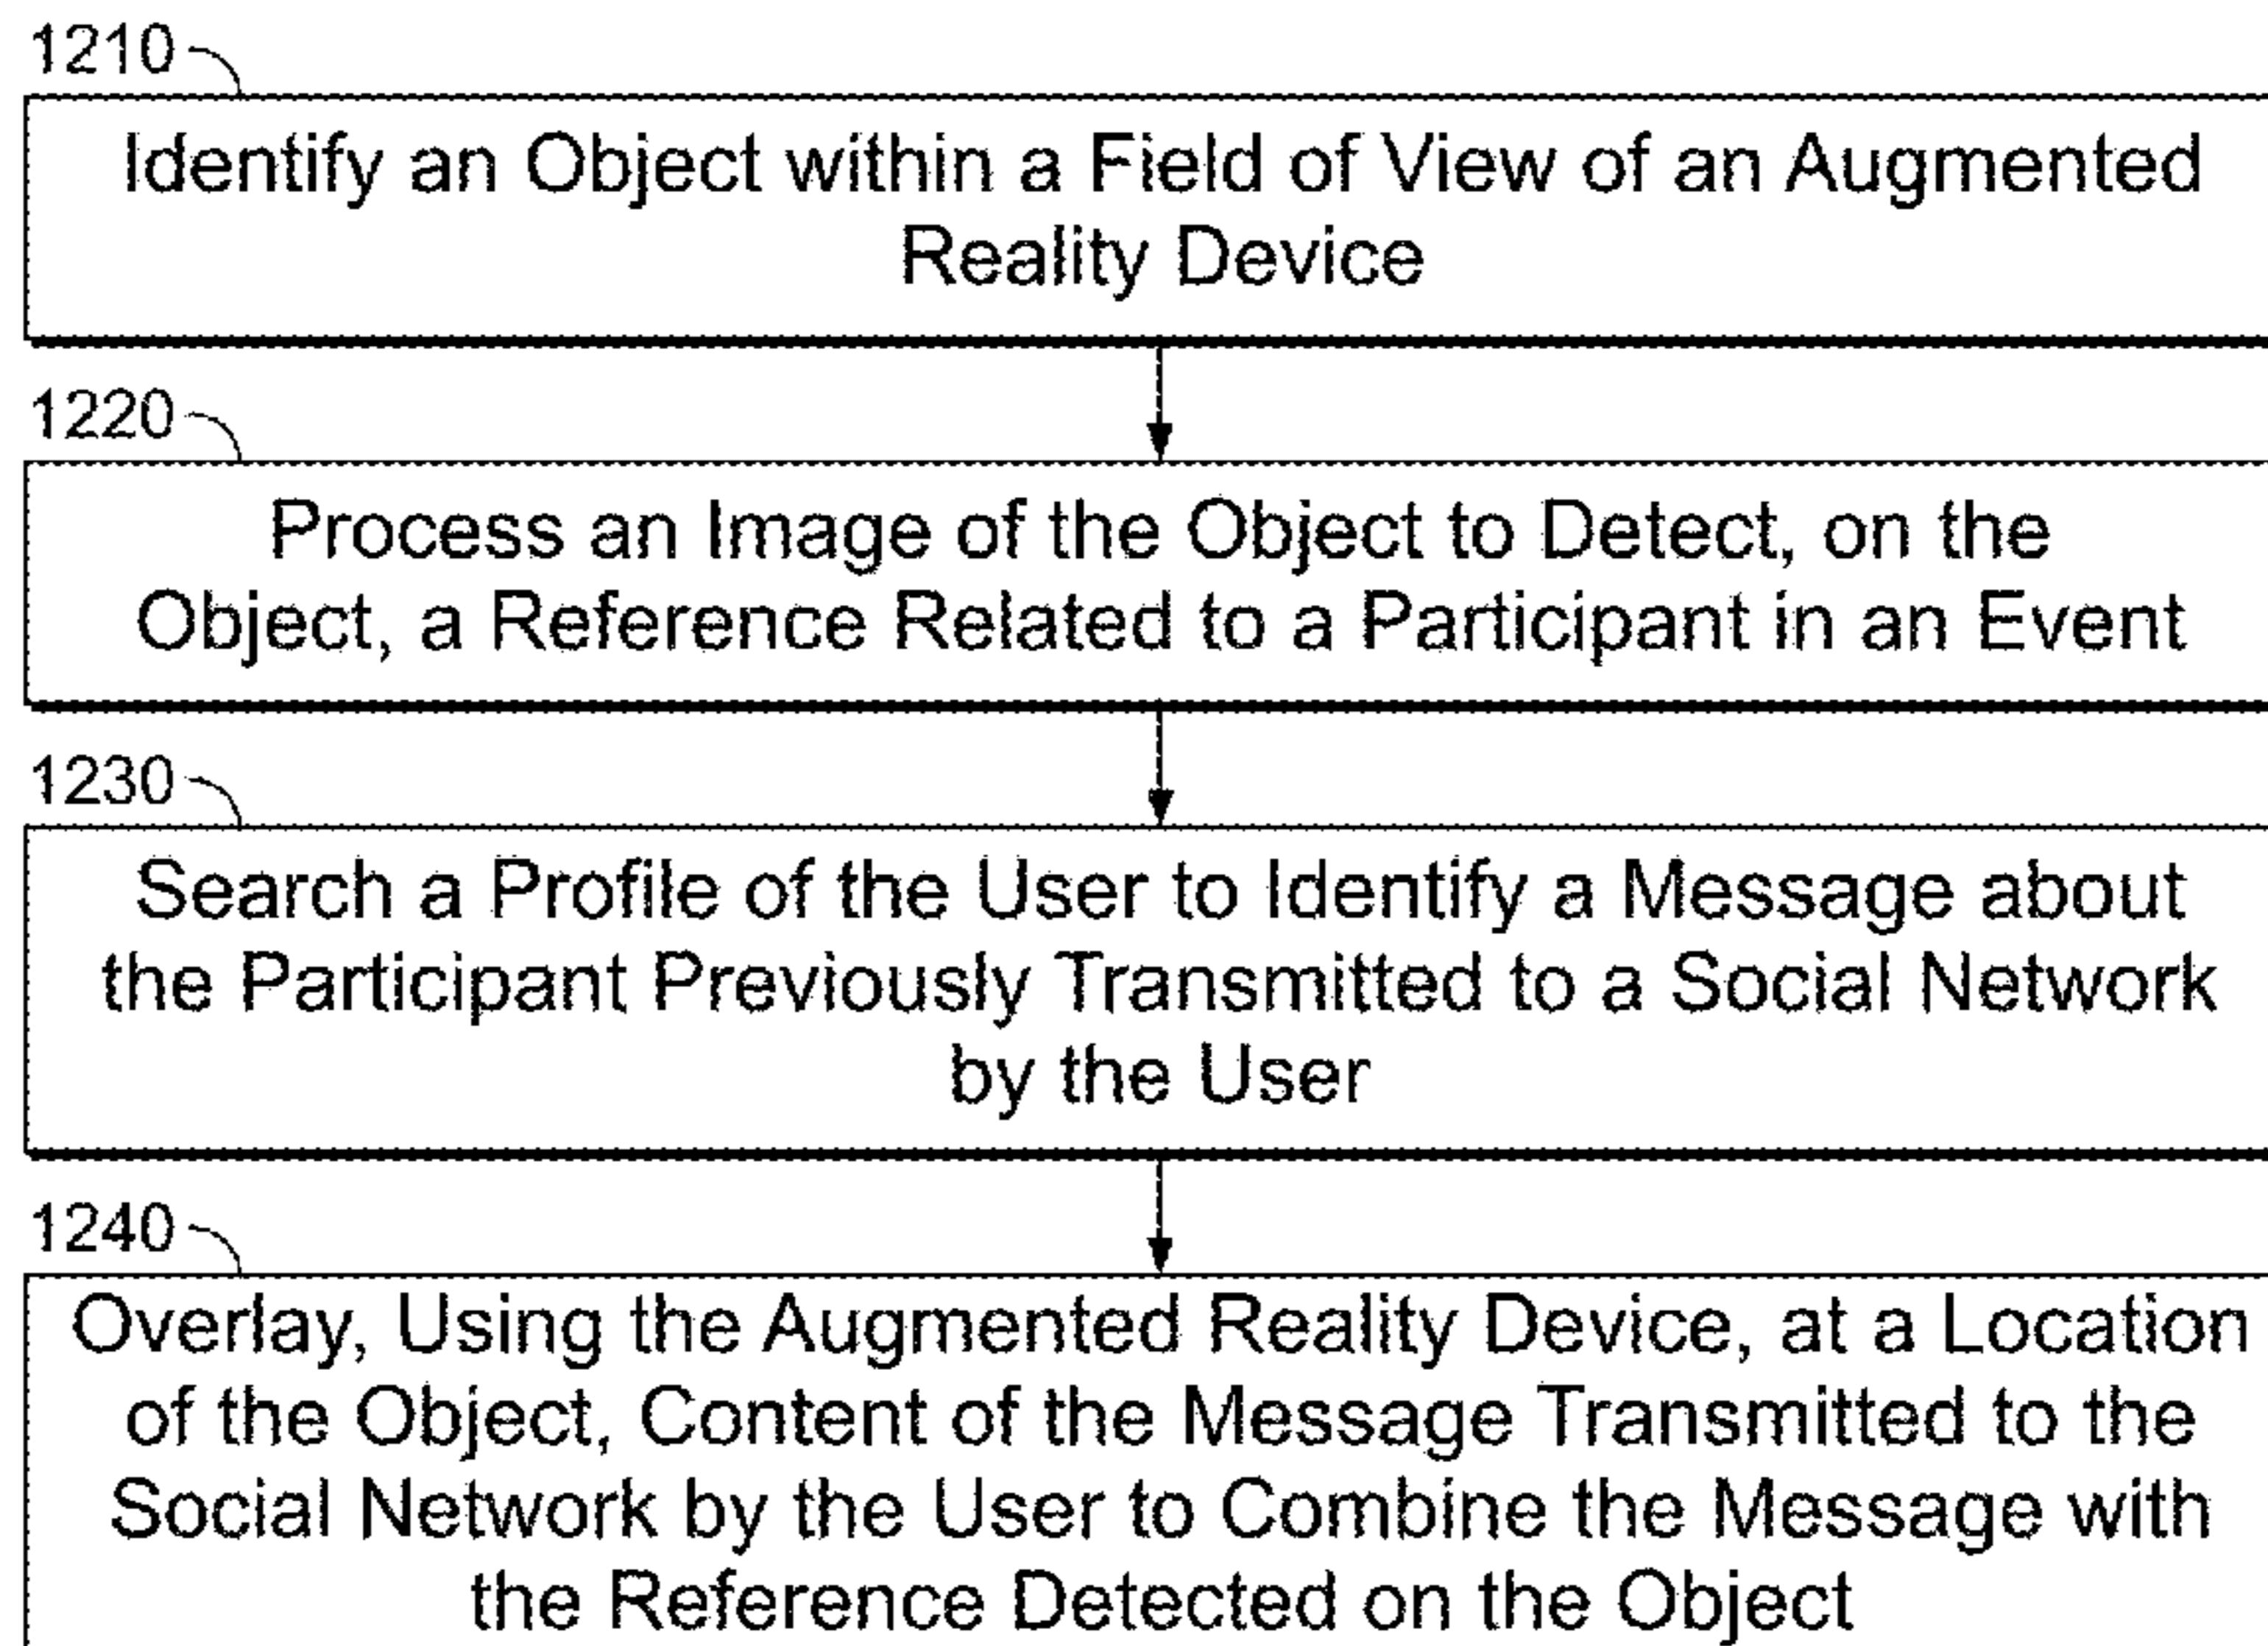 1210
Identify an Object within a Field of View of an Augmented
Reality Device
1220
Process an Image of the Object to Detect, on the
Object, a Reference Related to a Participant in an Event
1230
Search a Profile of the User to Identify a Message about
the Participant Previously Transmitted to a Social Network
by the User
1240
Overlay, Using the Augmented Reality Device, at a Location
of the Object, Content of the Message Transmitted to the
Social Network by the User to Combine the Message with
the Reference Detected on the Object